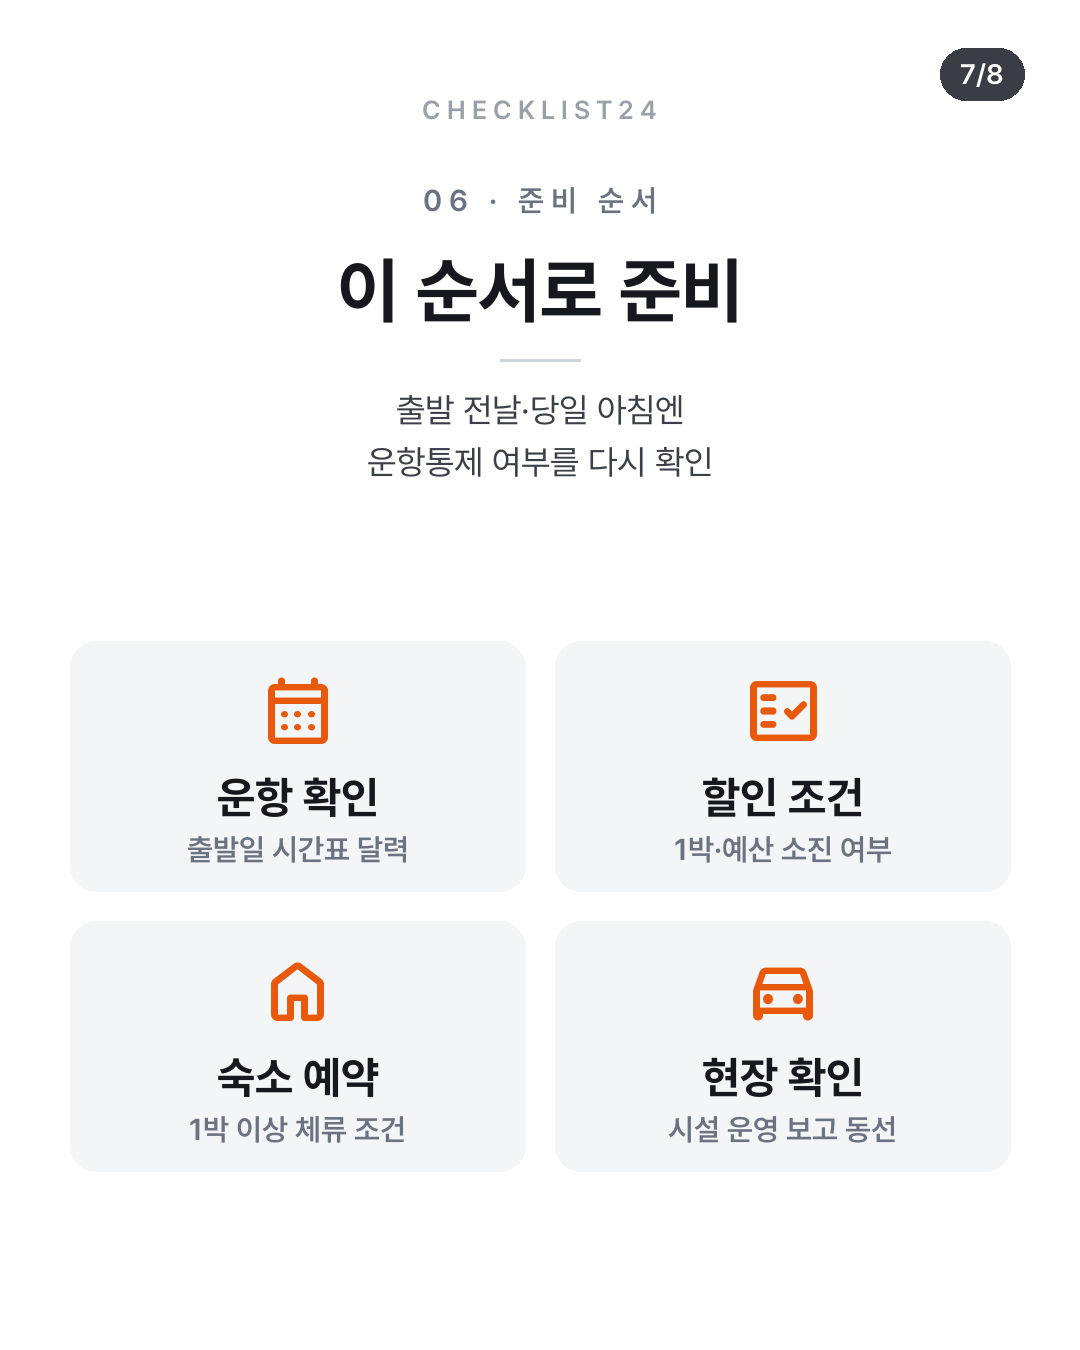 7/8
CHECKLIST24
06 · 준비 순서
이 순서로 준비
출발 전날·당일 아침엔
운항통제 여부를 다시 확인
운항 확인
출발일 시간표 달력
할인 조건
1박·예산 소진 여부
숙소 예약
1박 이상 체류 조건
현장 확인
시설 운영 보고 동선